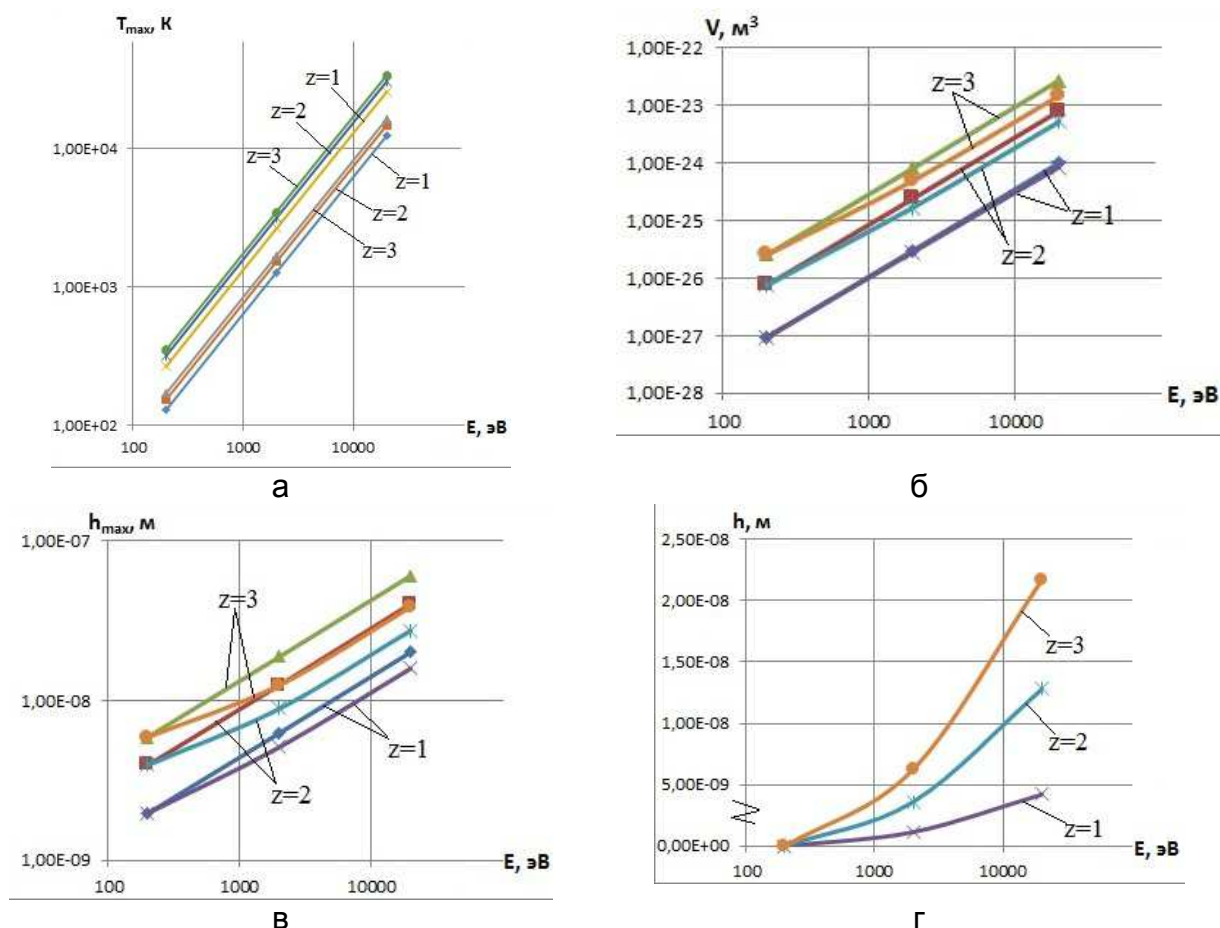 Tmax, К
1,00E+04
1,00E+03
1,00E+02
100
1000
10000
E, эВ
z=1
z=2
z=3
z=1
z=2
z=3
а
V, м³
1,00E-22
1,00E-23
1,00E-24
1,00E-25
1,00E-26
1,00E-27
1,00E-28
100
1000
10000
E, эВ
z=3
z=1
z=2
б
hmax, м
1,00E-07
1,00E-08
1,00E-09
100
1000
10000
E, эВ
z=3
z=1
z=2
в
h, м
2,50E-08
2,00E-08
1,50E-08
1,00E-08
5,00E-09
0,00E+00
100
1000
10000
E, эВ
z=3
z=2
z=1
г